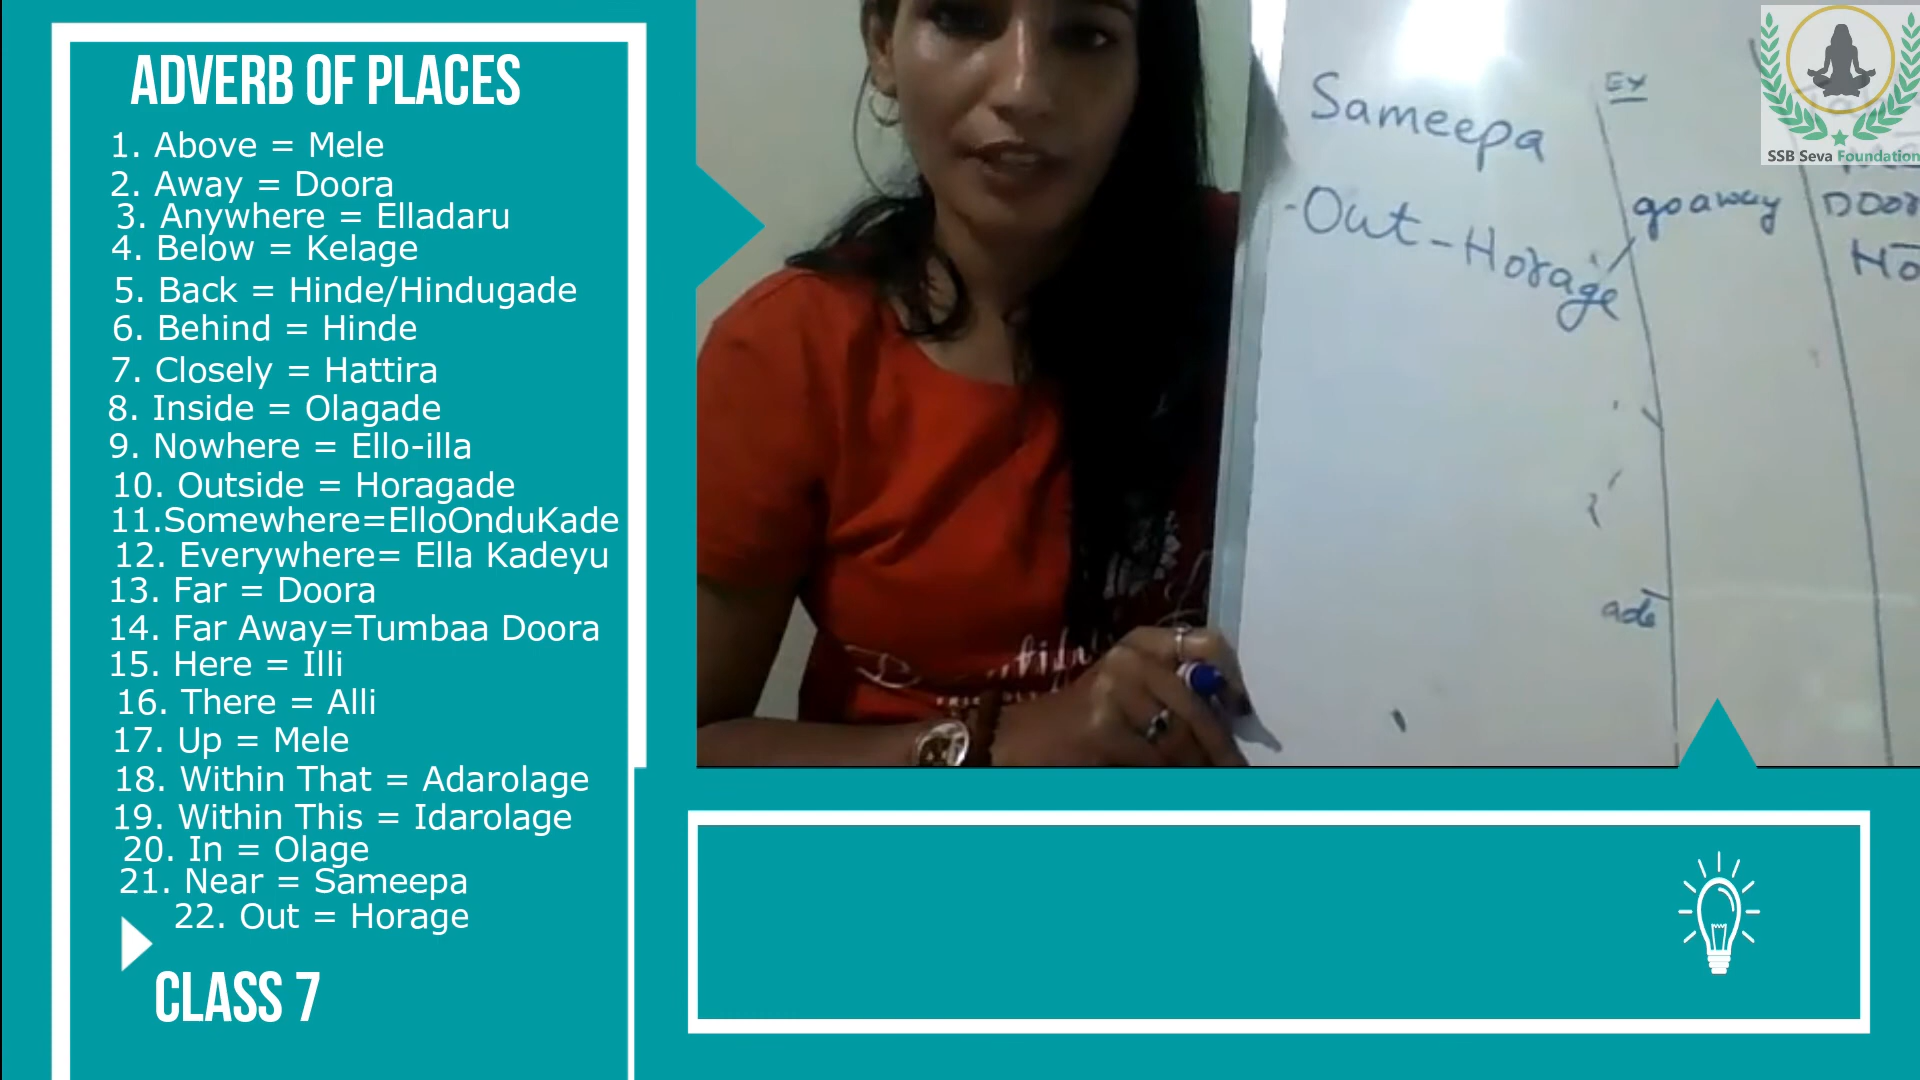 ADVERB OF PLACES
1. Above = Mele
2. Away = Doora
3. Anywhere = Elladaru
4. Below = Kelage
5. Back = Hinde/Hindugade
6. Behind = Hinde
7. Closely = Hattira
8. Inside = Olagade
9. Nowhere = Ello-illa
10. Outside = Horagade
11.Somewhere=ElloOnduKade
12. Everywhere= Ella Kadeyu
13. Far = Doora
14. Far Away=Tumbaa Doora
15. Here = Illi
16. There = Alli
17. Up = Mele
18. Within That = Adarolage
19. Within This = Idarolage
20. In = Olage
21. Near = Sameepa
22. Out = Horage
CLASS 7
Sameepa
-Out-Horage
Ex
go away
ade
SSB Seva Foundation